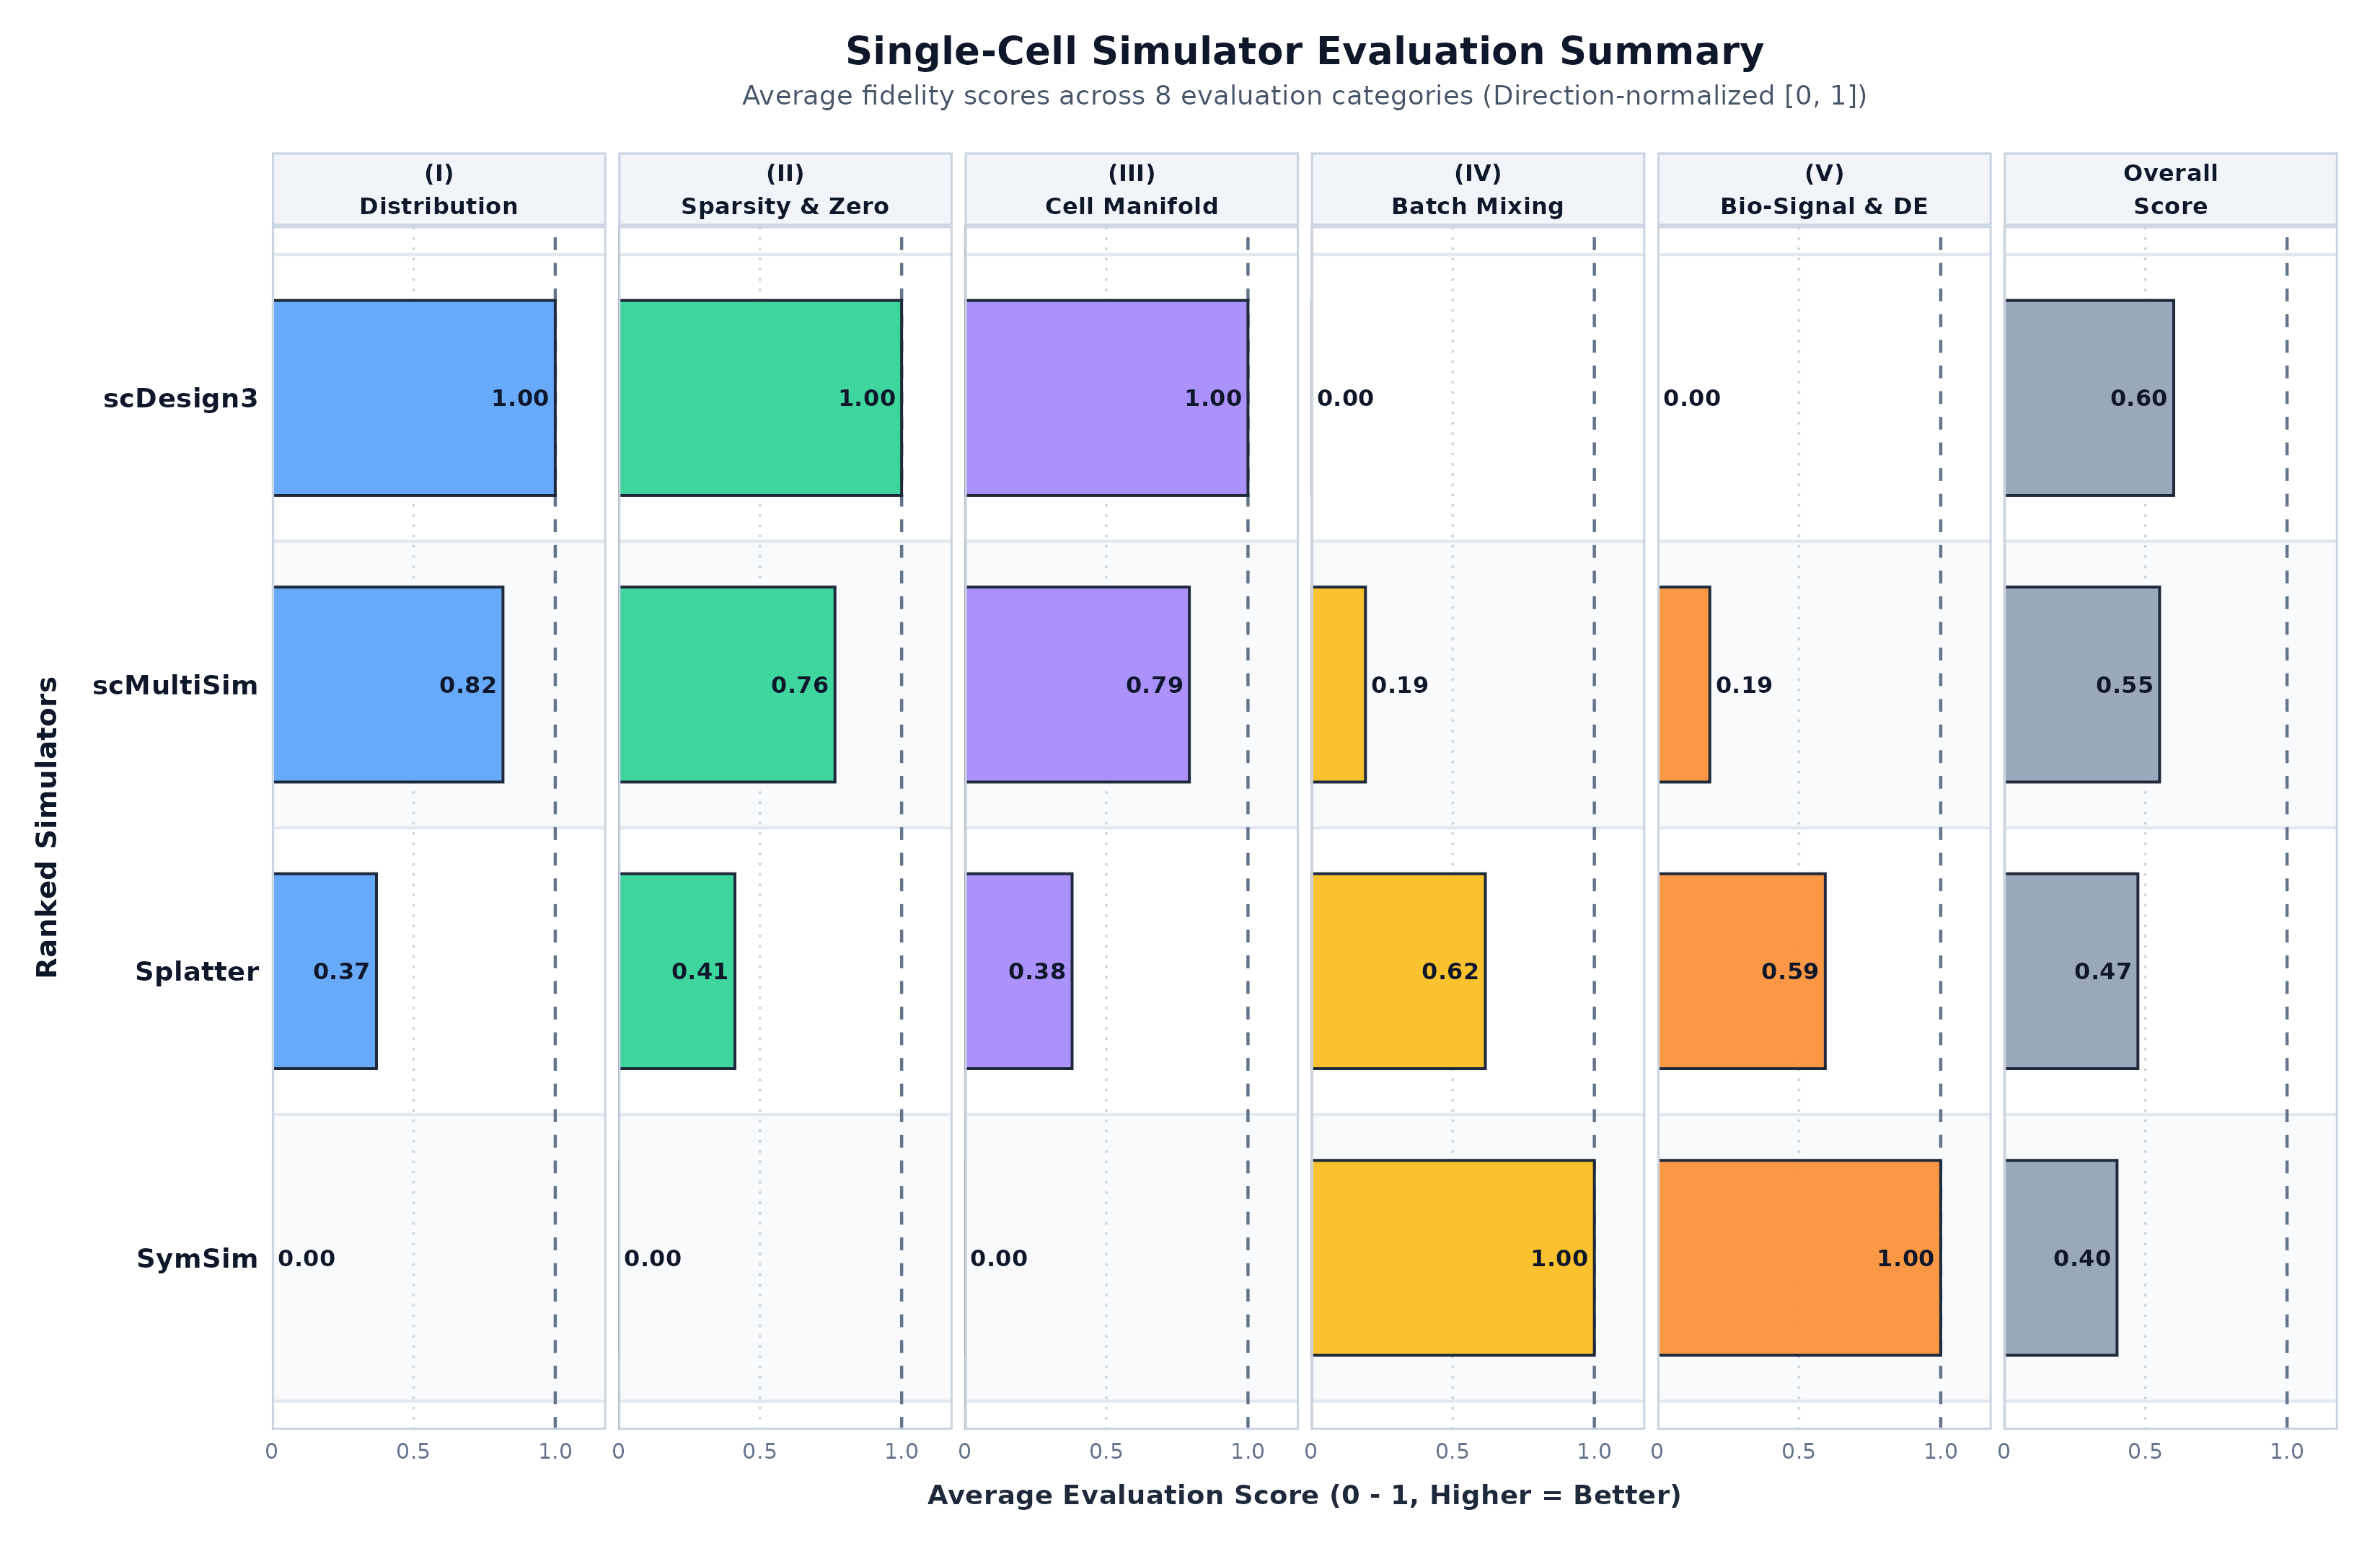 Single-Cell Simulator Evaluation Summary
Average fidelity scores across 8 evaluation categories (Direction-normalized [0, 1])
(I)
Distribution
(II)
Sparsity & Zero
(III)
Cell Manifold
(IV)
Batch Mixing
(V)
Bio-Signal & DE
Overall
Score
Ranked Simulators
scDesign3
1.00
1.00
1.00
0.00
0.00
0.60
scMultiSim
0.82
0.76
0.79
0.19
0.19
0.55
Splatter
0.37
0.41
0.38
0.62
0.59
0.47
SymSim
0.00
0.00
0.00
1.00
1.00
0.40
0 0.5 1.0
0 0.5 1.0
0 0.5 1.0
0 0.5 1.0
0 0.5 1.0
0 0.5 1.0
Average Evaluation Score (0 - 1, Higher = Better)